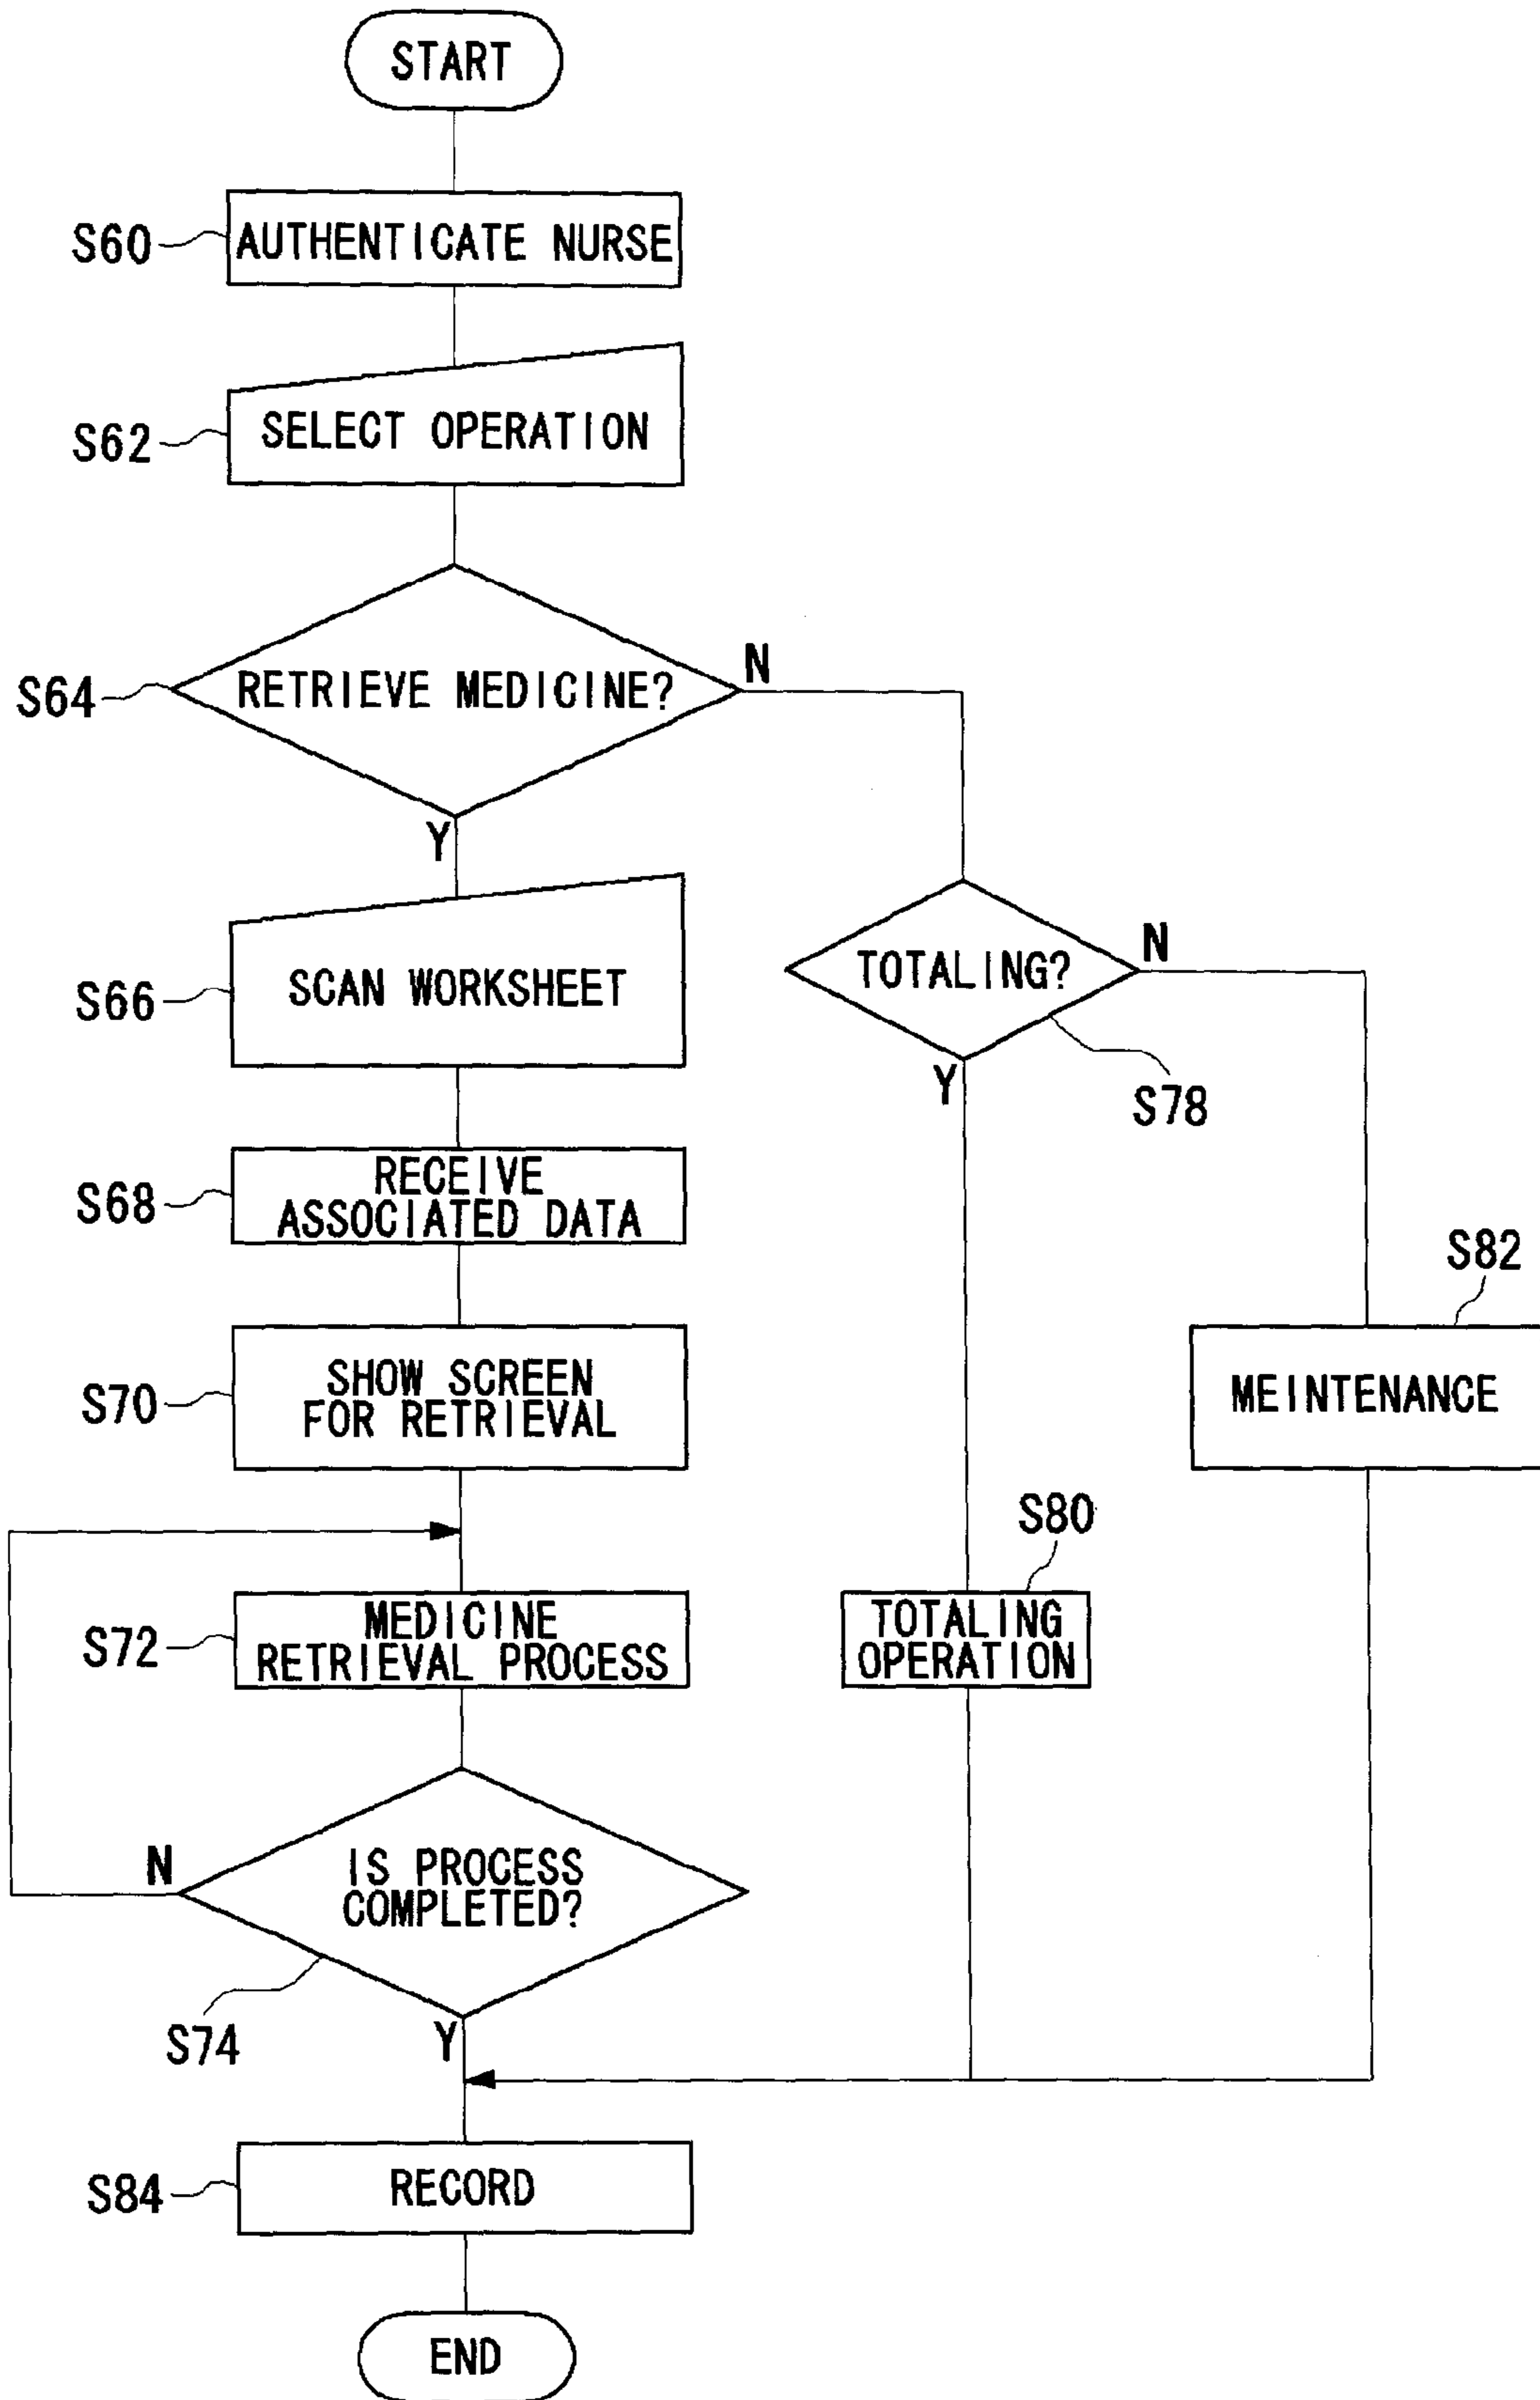 START
S60
AUTHENTICATE NURSE
S62
SELECT OPERATION
S64
RETRIEVE MEDICINE?
N
Y
S66
SCAN WORKSHEET
TOTALING?
N
Y
S78
S68
RECEIVE
ASSOCIATED DATA
S70
SHOW SCREEN
FOR RETRIEVAL
S82
MEINTENANCE
S72
MEDICINE
RETRIEVAL PROCESS
S80
TOTALING
OPERATION
N
IS PROCESS
COMPLETED?
S74
Y
S84
RECORD
END